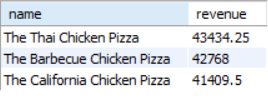 name revenue
The Thai Chicken Pizza 43434.25
The Barbecue Chicken Pizza 42768
The California Chicken Pizza 41409.5